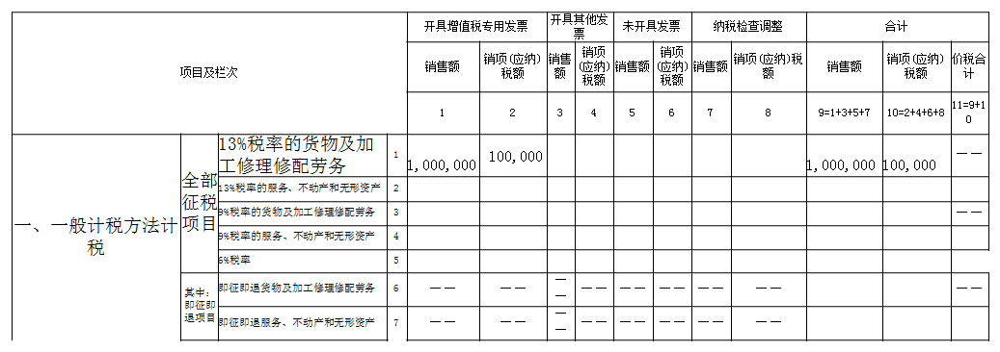 开具增值税专用发票
开具其他发
票
未开具发票
纳税检查调整
合计
项目及栏次
销售额
销项(应纳)
税额
销售
额
销项
(应纳)
税额
销售额
销项
(应纳)
税额
销售额
销项(应纳)税
额
销售额
销项(应纳)
税额
价税合
计
1
2
3
4
5
6
7
8
9=1+3+5+7
10=2+4+6+8
11=9+1
0
一、一般计税方法计
税
全部
征税
项目
13%税率的货物及加
工修理修配劳务
1
1,000,000
100,000
1,000,000
100,000
——
13%税率的服务、不动产和无形资产
2
9%税率的货物及加工修理修配劳务
3
——
9%税率的服务、不动产和无形资产
4
6%税率
5
其中:
即征即
退项目
即征即退货物及加工修理修配劳务
6
——
——
—
—
——
——
——
——
——
——
即征即退服务、不动产和无形资产
7
——
——
—
—
——
——
——
——
——